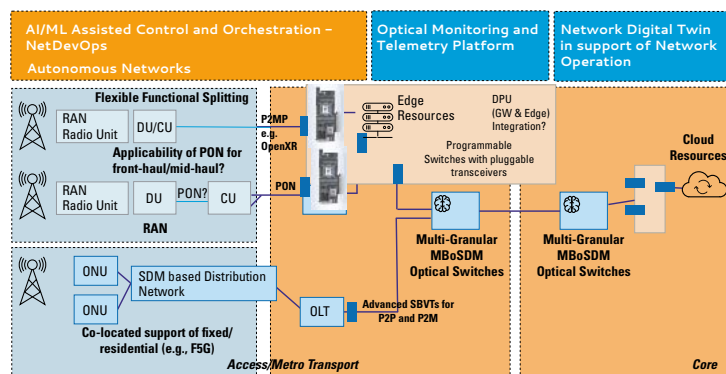 AI/ML Assisted Control and Orchestration –
NetDevOps
Autonomous Networks
Optical Monitoring and
Telemetry Platform
Network Digital Twin
in support of Network
Operation
Flexible Functional Splitting
RAN
Radio Unit
DU/CU
P2MP
e.g.
OpenXR
Applicability of PON for
front-haul/mid-haul?
RAN
Radio Unit
DU
PON?
CU
PON
RAN
Edge
Resources
DPU
(GW & Edge)
Integration?
Programmable
Switches with pluggable
transceivers
Cloud
Resources
Multi-Granular
MBoSDM
Optical Switches
Multi-Granular
MBoSDM
Optical Switches
ONU
ONU
SDM based Distribution
Network
OLT
Advanced SBVTs for
P2P and P2M
Co-located support of fixed/
residential (e.g., F5G)
Access/Metro Transport
Core